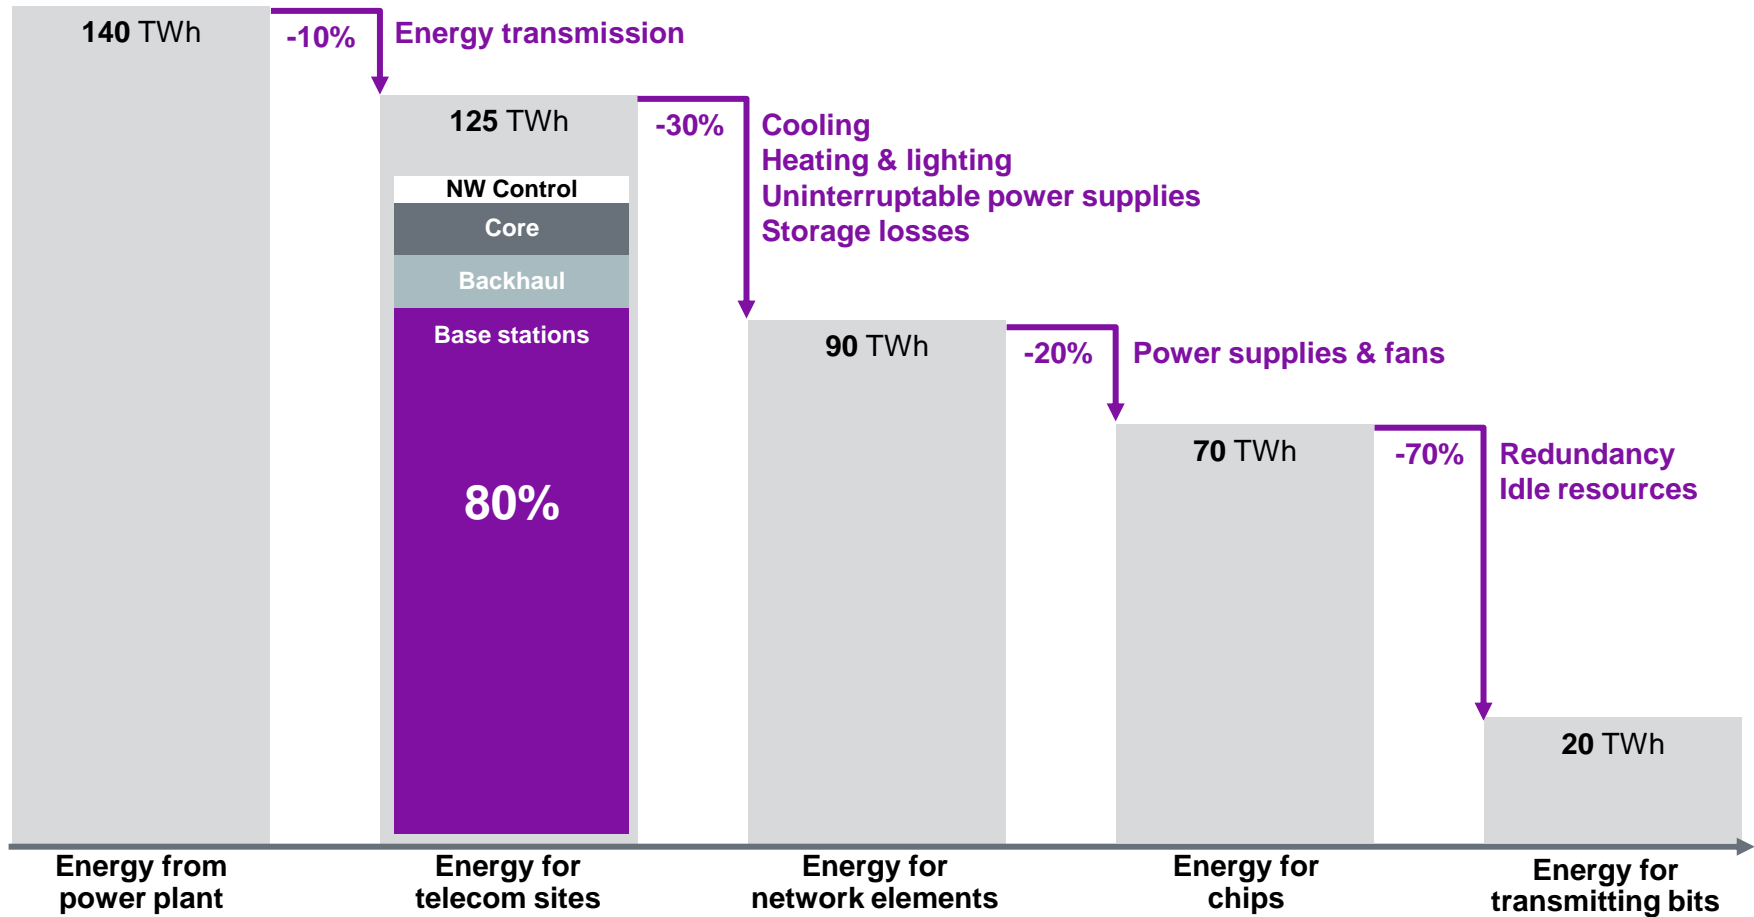 140 TWh
-10%
Energy transmission
125 TWh
NW Control
Core
Backhaul
Base stations
80%
-30%
Cooling
Heating & lighting
Uninterruptable power supplies
Storage losses
90 TWh
-20%
Power supplies & fans
70 TWh
-70%
Redundancy
Idle resources
20 TWh
Energy from
power plant
Energy for
telecom sites
Energy for
network elements
Energy for
chips
Energy for
transmitting bits